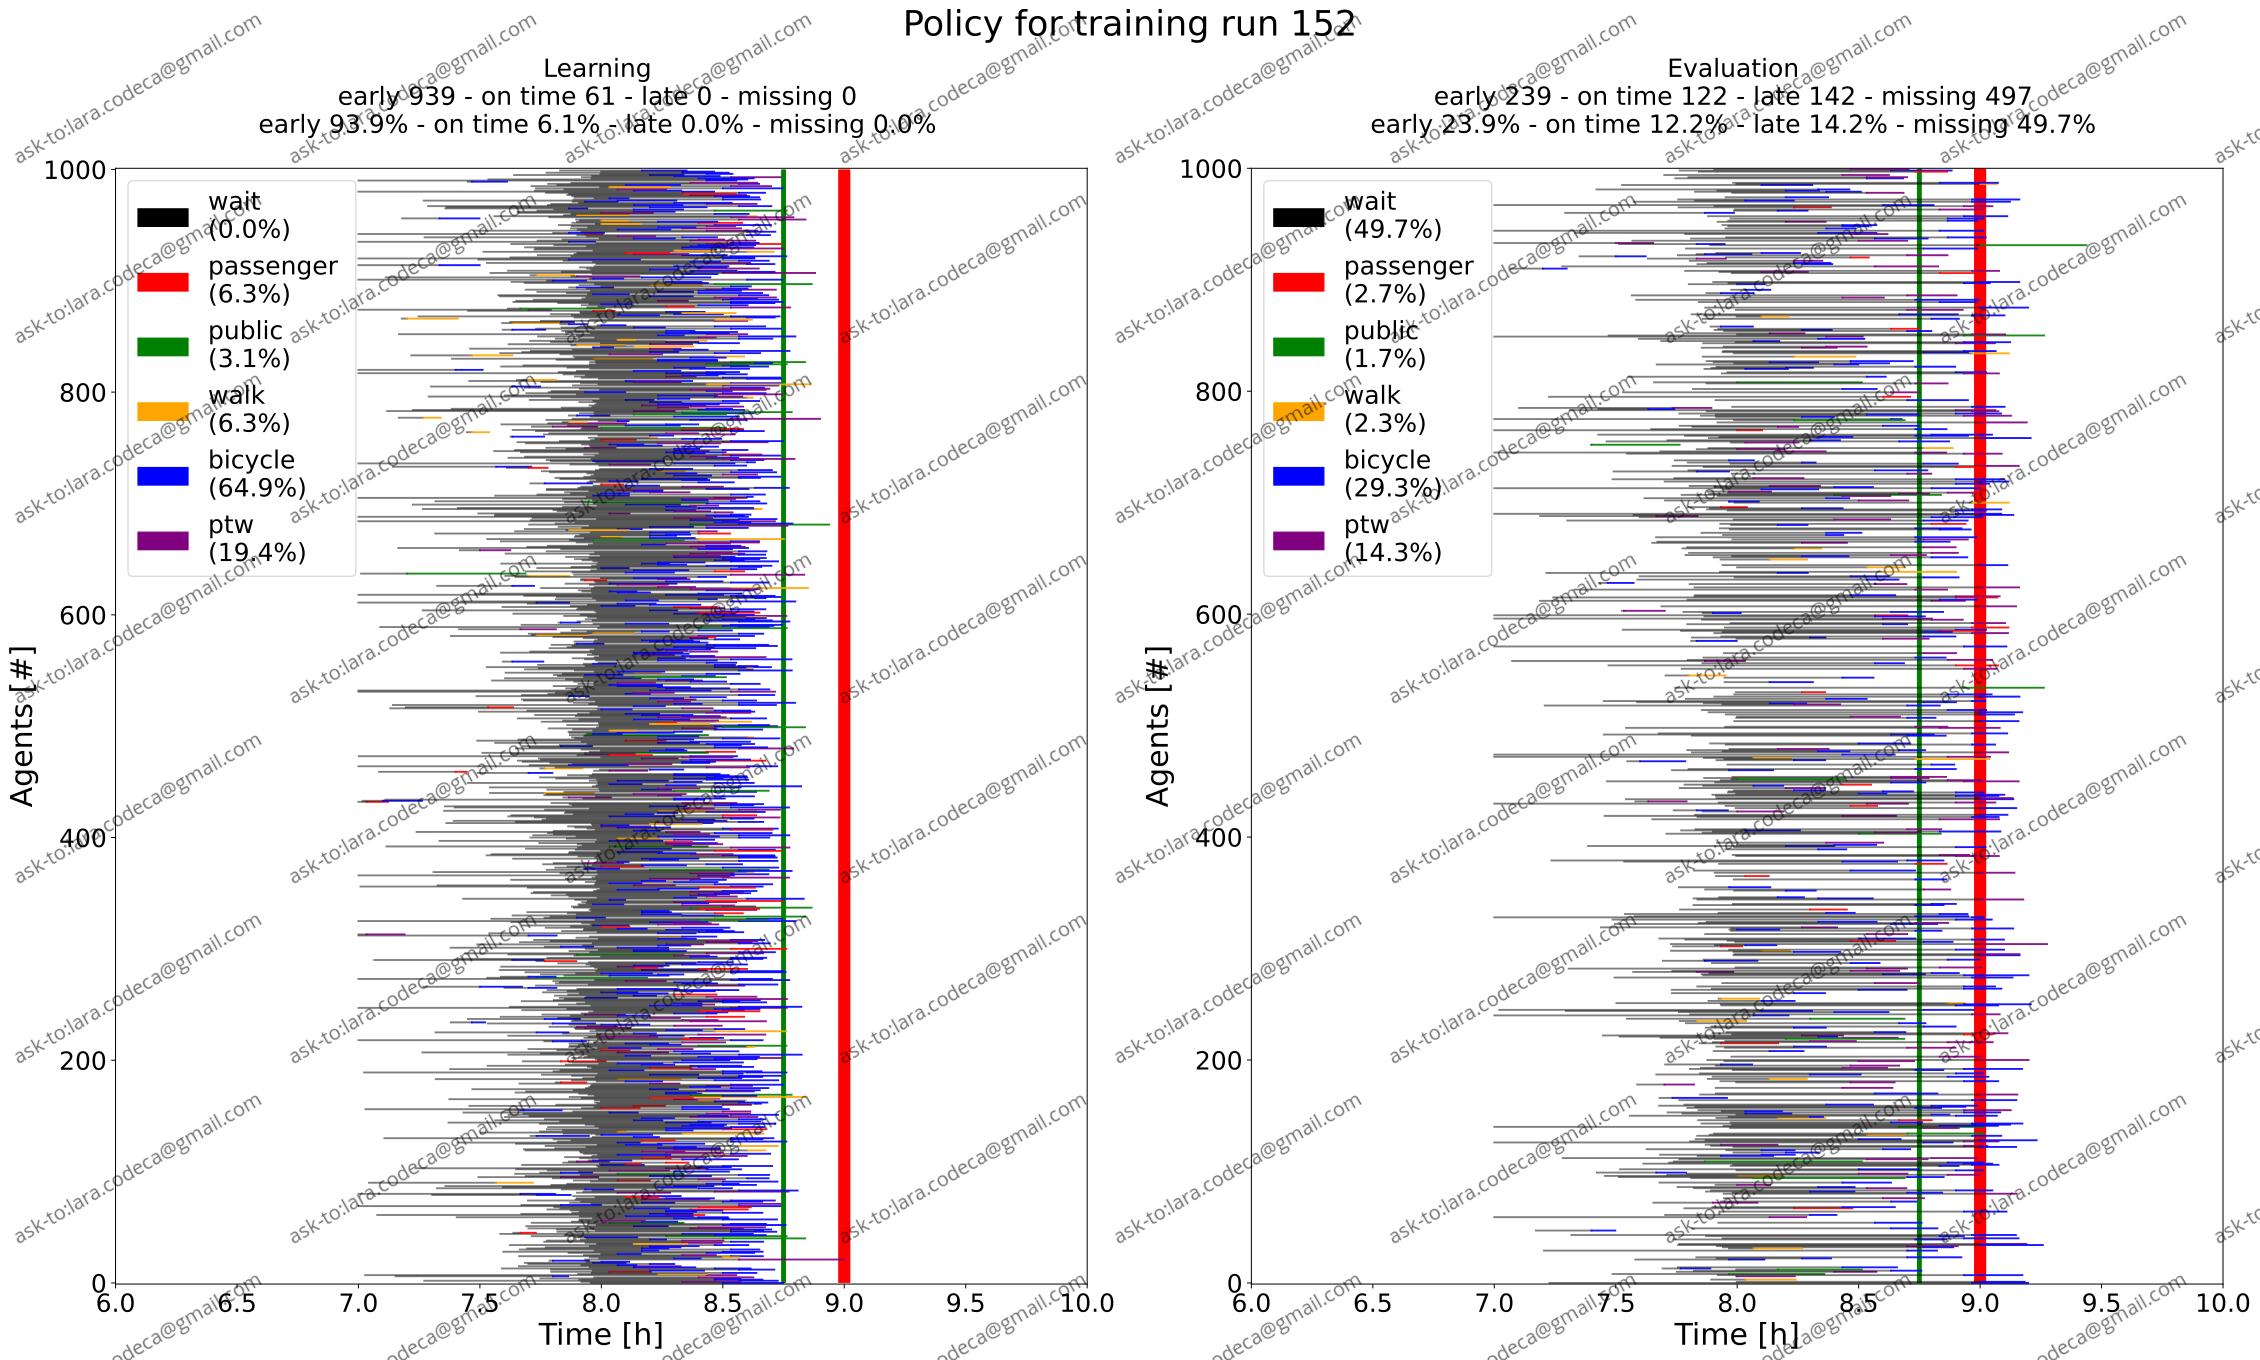 Policy for training run 152
Learning
early 939 - on time 61 - late 0 - missing 0
early 93.9% - on time 6.1% - late 0.0% - missing 0.0%
1000
800
600
400
200
0
Agents [#]
wait
(0.0%)
passenger
(6.3%)
public
(3.1%)
walk
(6.3%)
bicycle
(64.9%)
ptw
(19.4%)
6.0 6.5 7.0 7.5 8.0 8.5 9.0 9.5 10.0
Time [h]
Evaluation
early 239 - on time 122 - late 142 - missing 497
early 23.9% - on time 12.2% - late 14.2% - missing 49.7%
1000
800
600
400
200
0
Agents [#]
wait
(49.7%)
passenger
(2.7%)
public
(1.7%)
walk
(2.3%)
bicycle
(29.3%)
ptw
(14.3%)
6.0 6.5 7.0 7.5 8.0 8.5 9.0 9.5 10.0
Time [h]
ask-to:lara.codeca@gmail.com